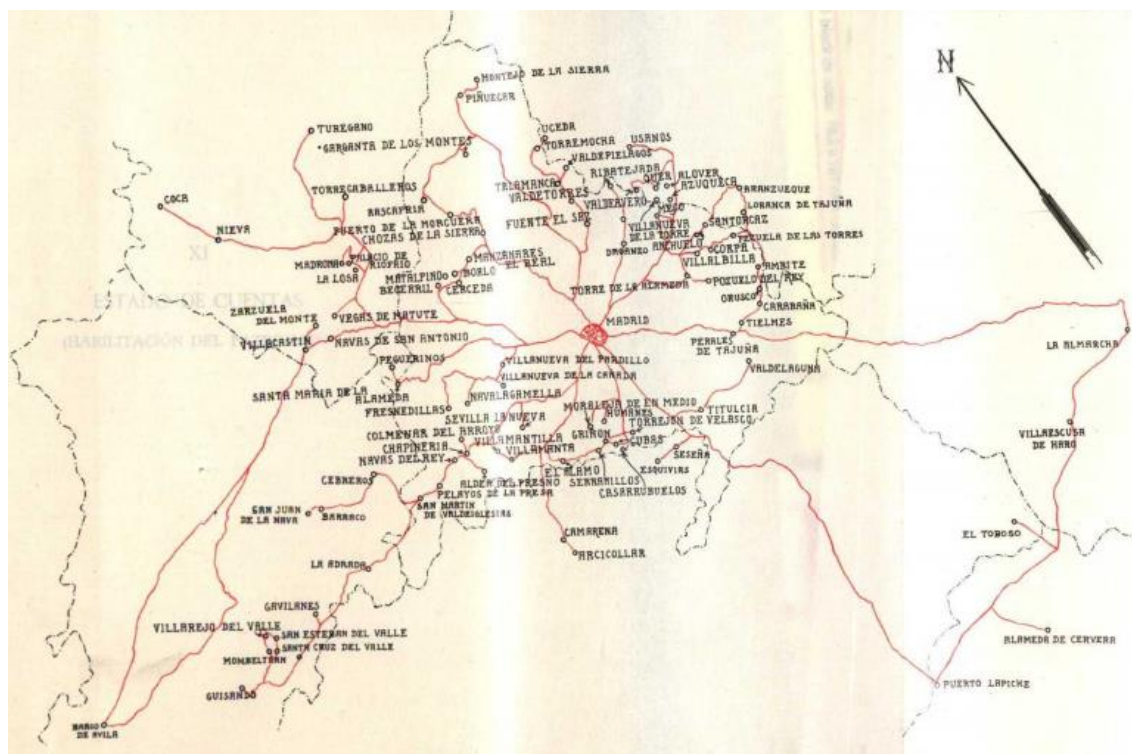 MONTEJO DE LA SIERRA
PIÑUECAR
N
TUREGANO
GARGANTA DE LOS MONTES
UCEDA
TORREMOCHA
USANOS
VALDEPIELAGOS
RIBATEJADA
QUER
ALOVER
AZUQUECA
TALAMANCA
VALDETORRES
TORRECABALLEROS
COCA
RASCAFRIA
VALDEAVERO
MECO
ARANZUEQUE
LORANCA DE TAJUÑA
NIEVA
PUERTO DE LA MORCUERA
CHOZAS DE LA SIERRA
FUENTE EL SAZ
VILLANUEVA
DE LA TORRE
SANTORCAZ
PEZUELA DE LAS TORRES
XI
DAGANZO
ANCHUELO
CORPA
VILLALBILLA
MADRONA
PALACIO DE
RIOFRIO
LA LOSA
MANZANARES
EL REAL
MATALPINO
BOALO
BECERRIL
CERCEDA
AMBITE
TORRE DE LA ALAMEDA
POZUELO DEL REY
ORUSCO
CARABAÑA
ESTADO DE CUENTAS
ZARZUELA
DEL MONTE
VEGAS DE MATUTE
MADRID
TIELMES
(HABILITACIÓN DEL
VILLACASTIN
NAVAS DE SAN ANTONIO
PERALES
DE TAJUÑA
LA ALMARCHA
PEGUERINOS
VILLANUEVA DEL PARDILLO
VALDELAGUNA
SANTA MARIA DE LA
ALAMEDA
VILLANUEVA DE LA CAÑADA
FRESNEDILLAS
NAVALAGAMELLA
MORALEJA DE EN MEDIO
HUMANES
TITULCIA
SEVILLA LA NUEVA
TORREJON DE VELASCO
VILLAESCUSA
DE HARO
COLMENAR DEL ARROYO
VILLAMANTILLA
GRIÑON
CUBAS
CHAPINERIA
VILLAMANTA
SESEÑA
NAVAS DEL REY
EL ALAMO
ESQUIVIAS
CEBREROS
ALDEA DEL FRESNO
SERRANILLOS
PELAYOS DE LA PRESA
CASARRUBUELOS
SAN JUAN
DE LA NAVA
BARRACO
SAN MARTIN
DE VALDEIGLESIAS
EL TOBOSO
CAMARENA
ARCICOLLAR
LA ADRADA
GAVILANES
VILLAREJO DEL VALLE
SAN ESTEBAN DEL VALLE
SANTA CRUZ DEL VALLE
MOMBELTRAN
ALAMEDA DE CERVERA
GUISANDO
PUERTO LAPICHE
BARCO
DE AVILA